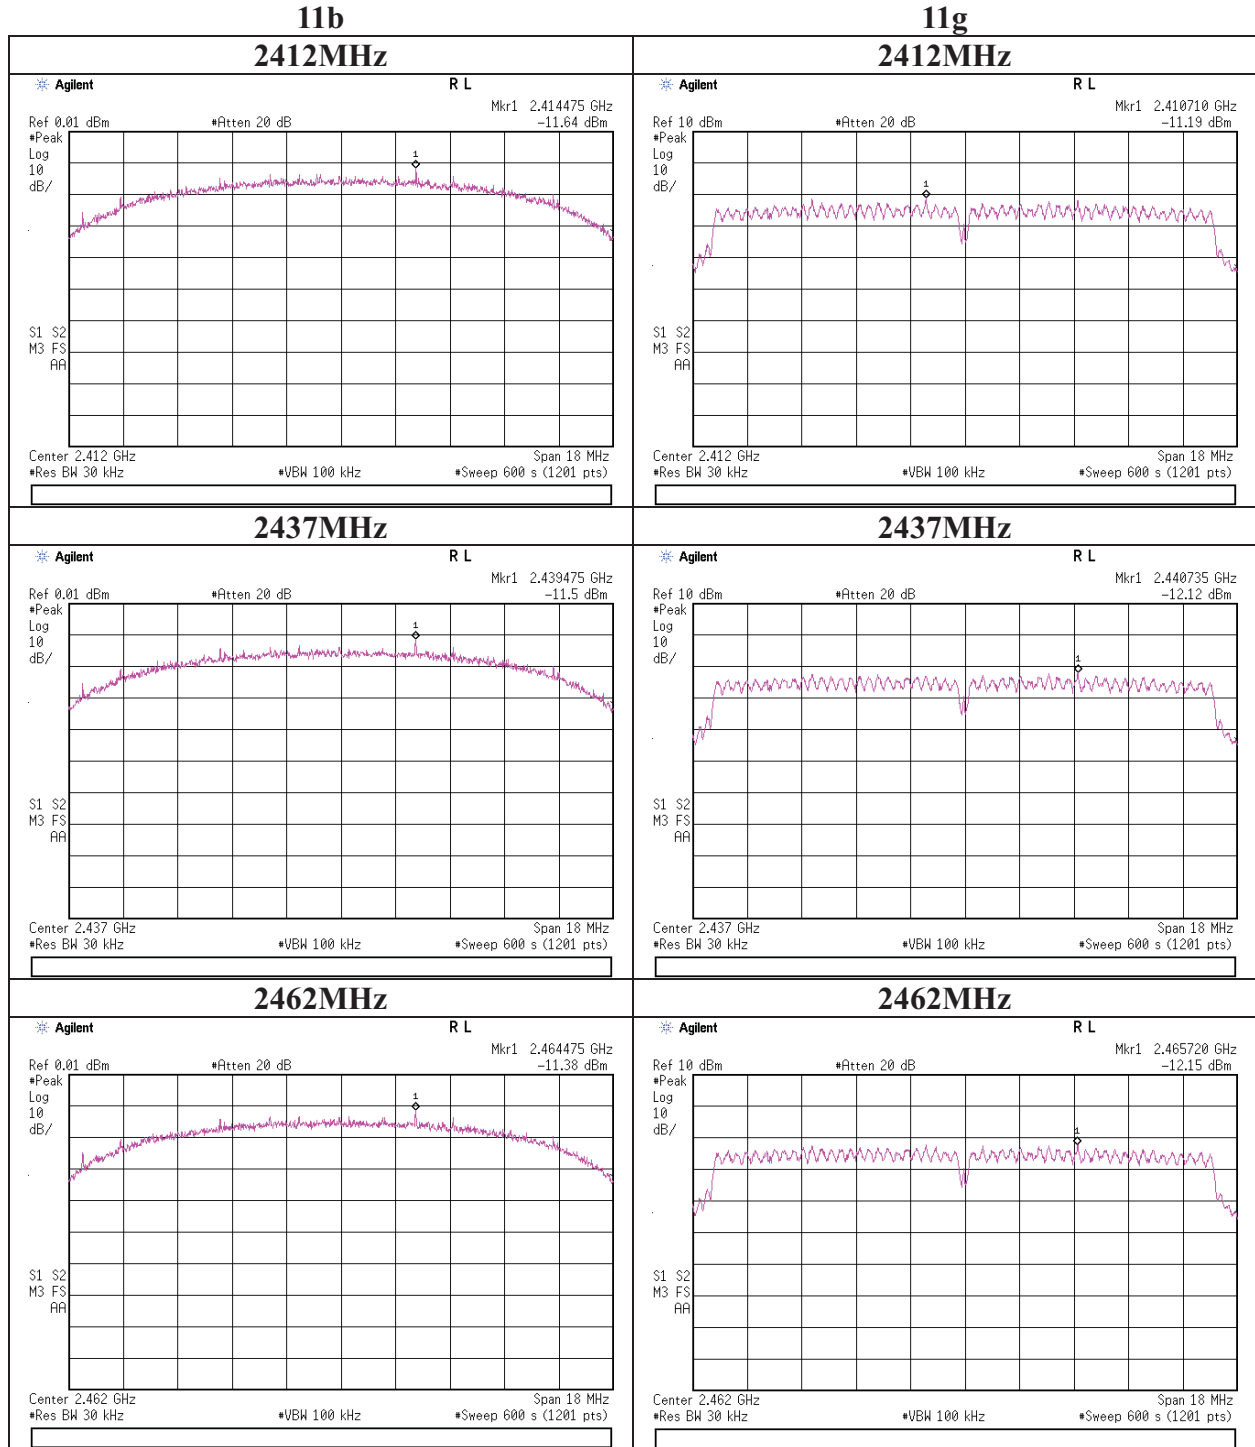 11b 11g
2412MHz 2412MHz
Agilent R L
Mkr1 2.414475 GHz
Ref 0.01 dBm #Atten 20 dB -11.64 dBm
#Peak
Log
10
dB/
1
S1 S2
M3 FS
AA
Center 2.412 GHz Span 18 MHz
#Res BW 30 kHz #VBW 100 kHz #Sweep 600 s (1201 pts)
Agilent R L
Mkr1 2.410710 GHz
Ref 10 dBm #Atten 20 dB -11.19 dBm
#Peak
Log
10
dB/
1
S1 S2
M3 FS
AA
Center 2.412 GHz Span 18 MHz
#Res BW 30 kHz #VBW 100 kHz #Sweep 600 s (1201 pts)
2437MHz 2437MHz
Agilent R L
Mkr1 2.439475 GHz
Ref 0.01 dBm #Atten 20 dB -11.5 dBm
#Peak
Log
10
dB/
1
S1 S2
M3 FS
AA
Center 2.437 GHz Span 18 MHz
#Res BW 30 kHz #VBW 100 kHz #Sweep 600 s (1201 pts)
Agilent R L
Mkr1 2.440735 GHz
Ref 10 dBm #Atten 20 dB -12.12 dBm
#Peak
Log
10
dB/
1
S1 S2
M3 FS
AA
Center 2.437 GHz Span 18 MHz
#Res BW 30 kHz #VBW 100 kHz #Sweep 600 s (1201 pts)
2462MHz 2462MHz
Agilent R L
Mkr1 2.464475 GHz
Ref 0.01 dBm #Atten 20 dB -11.38 dBm
#Peak
Log
10
dB/
1
S1 S2
M3 FS
AA
Center 2.462 GHz Span 18 MHz
#Res BW 30 kHz #VBW 100 kHz #Sweep 600 s (1201 pts)
Agilent R L
Mkr1 2.465720 GHz
Ref 10 dBm #Atten 20 dB -12.15 dBm
#Peak
Log
10
dB/
1
S1 S2
M3 FS
AA
Center 2.462 GHz Span 18 MHz
#Res BW 30 kHz #VBW 100 kHz #Sweep 600 s (1201 pts)